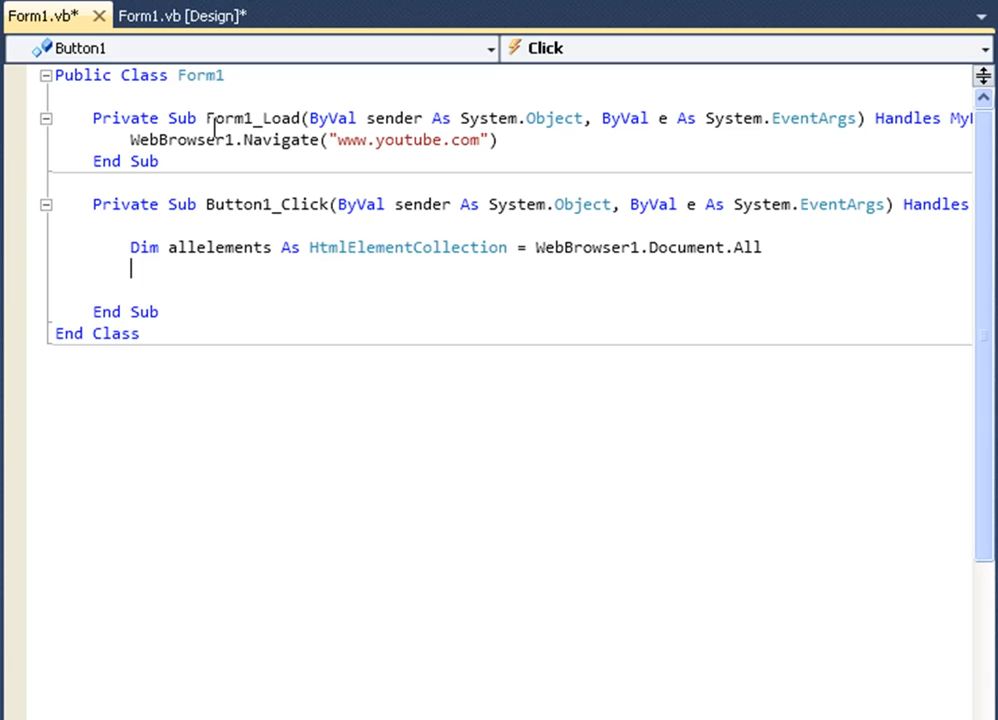 Form1.vb* Form1.vb [Design]*
Button1 Click
Public Class Form1
Private Sub Form1_Load(ByVal sender As System.Object, ByVal e As System.EventArgs) Handles
WebBrowser1.Navigate("www.youtube.com")
End Sub
Private Sub Button1_Click(ByVal sender As System.Object, ByVal e As System.EventArgs) Handles
Dim allelements As HtmlElementCollection = WebBrowser1.Document.All
End Sub
End Class